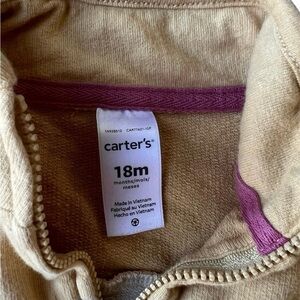 carter's
18m
months/mois/
meses
Made in Vietnam
Fabriqué au Vietnam
Hecho en Vietnam